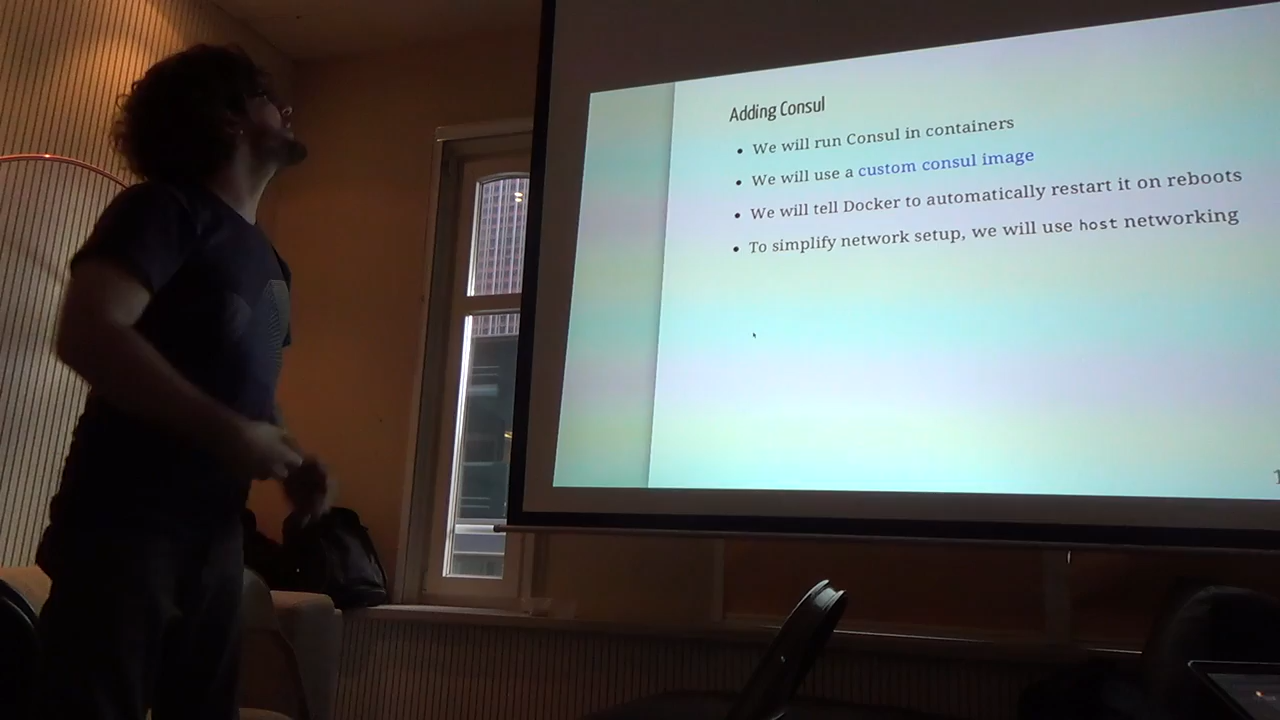 Adding Consul
• We will run Consul in containers
• We will use a custom consul image
• We will tell Docker to automatically restart it on reboots
• To simplify network setup, we will use host networking